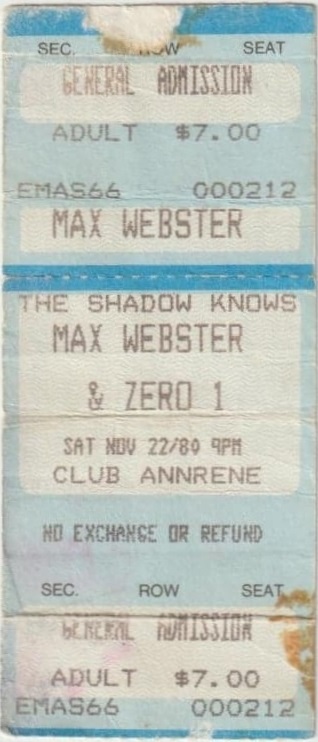 SEC. ROW SEAT
GENERAL ADMISSION
ADULT $7.00
EMAS66 000212
MAX WEBSTER
THE SHADOW KNOWS
MAX WEBSTER
& ZERO 1
SAT NOV 22/80 9PM
CLUB ANNRENE
NO EXCHANGE OR REFUND
SEC. ROW SEAT
GENERAL ADMISSION
ADULT $7.00
EMAS66 000212